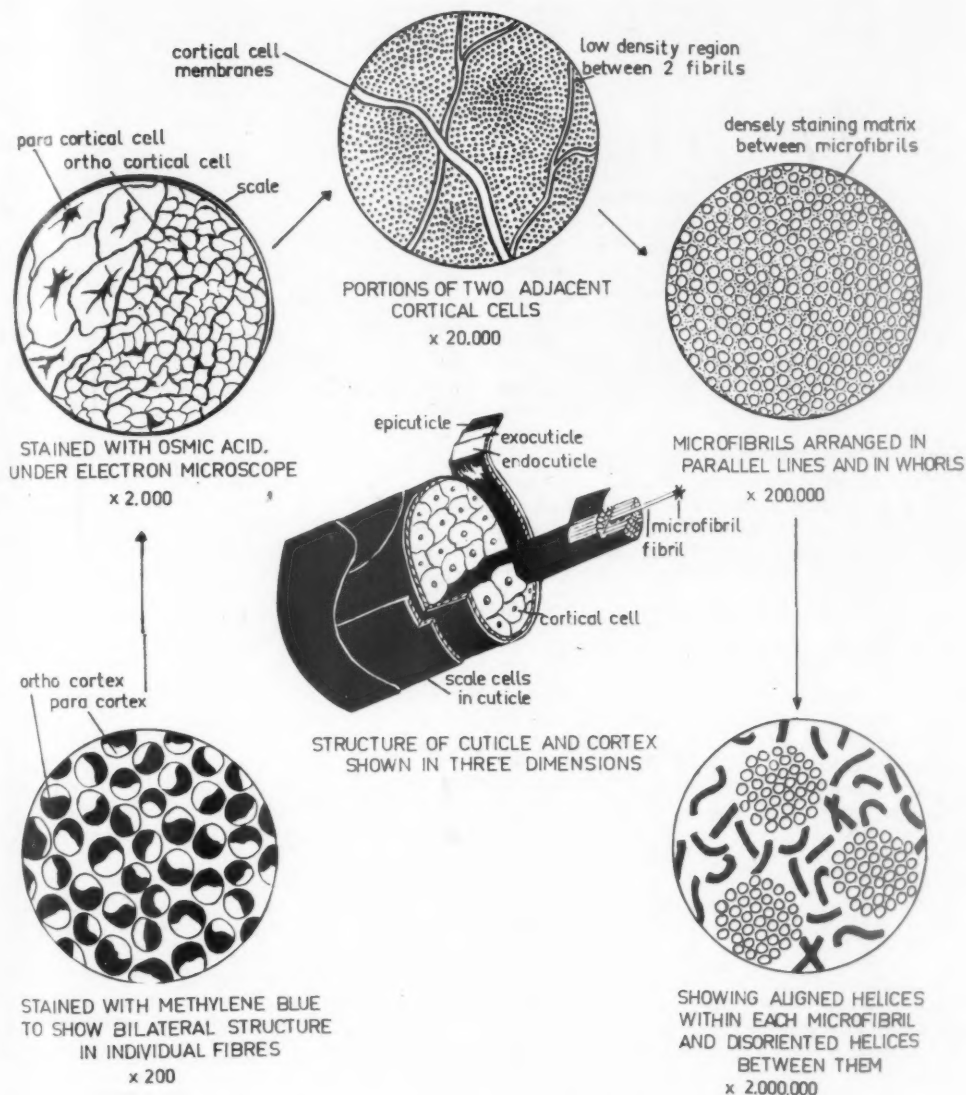 cortical cell
membranes
low density region
between 2 fibrils
para cortical cell
ortho cortical cell
scale
densely staining matrix
between microfibrils
PORTIONS OF TWO ADJACENT
CORTICAL CELLS
x 20.000
STAINED WITH OSMIC ACID.
UNDER ELECTRON MICROSCOPE
x 2.000
MICROFIBRILS ARRANGED IN
PARALLEL LINES AND IN WHORLS
x 200.000
epicuticle
exocuticle
endocuticle
microfibril
fibril
cortical cell
scale cells
in cuticle
STRUCTURE OF CUTICLE AND CORTEX
SHOWN IN THREE DIMENSIONS
ortho cortex
para cortex
STAINED WITH METHYLENE BLUE
TO SHOW BILATERAL STRUCTURE
IN INDIVIDUAL FIBRES
x 200
SHOWING ALIGNED HELICES
WITHIN EACH MICROFIBRIL
AND DISORIENTED HELICES
BETWEEN THEM
x 2.000.000